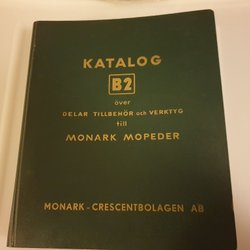 KATALOG
B2
över
DELAR TILLBEHÖR och VERKTYG
till
MONARK MOPEDER
MONARK - CRESCENTBOLAGEN AB